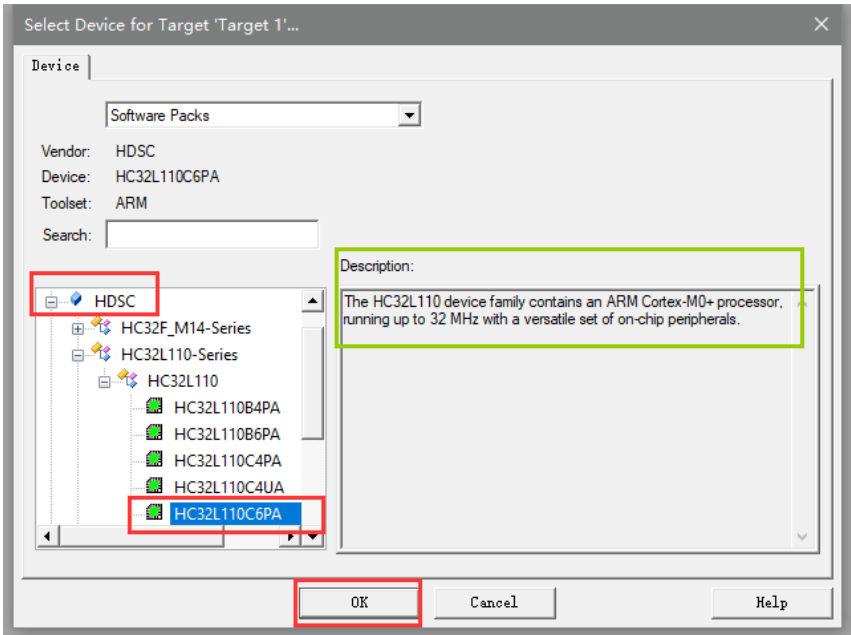 Select Device for Target 'Target 1'...
Device
Software Packs
Vendor: HDSC
Device: HC32L110C6PA
Toolset: ARM
Search:
Description:
HDSC
HC32F_M14-Series
HC32L110-Series
HC32L110
HC32L110B4PA
HC32L110B6PA
HC32L110C4PA
HC32L110C4UA
HC32L110C6PA
The HC32L110 device family contains an ARM Cortex-M0+ processor,
running up to 32 MHz with a versatile set of on-chip peripherals.
OK
Cancel
Help